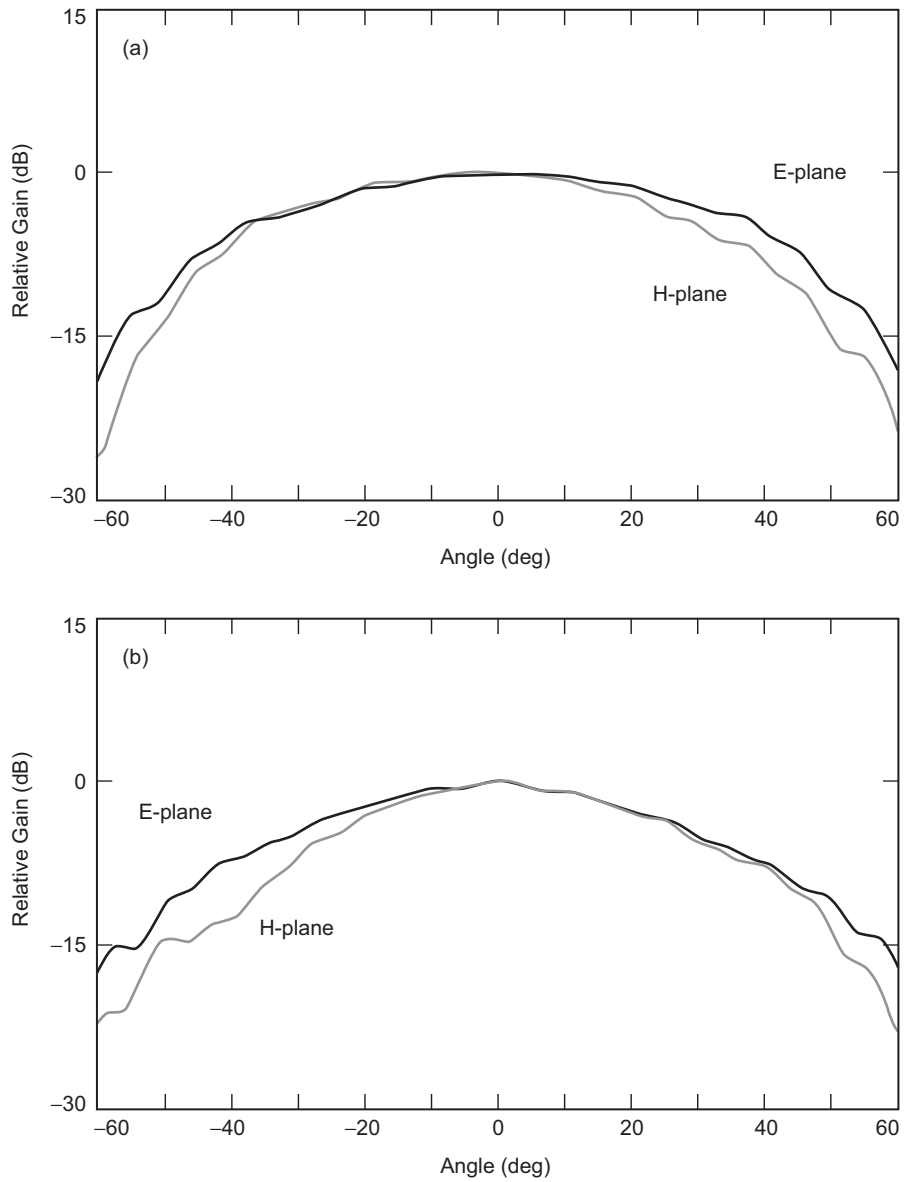 15
(a)
0
E-plane
Relative Gain (dB)
H-plane
–15
–30
–60 –40 –20 0 20 40 60
Angle (deg)
15
(b)
0
E-plane
Relative Gain (dB)
H-plane
–15
–30
–60 –40 –20 0 20 40 60
Angle (deg)